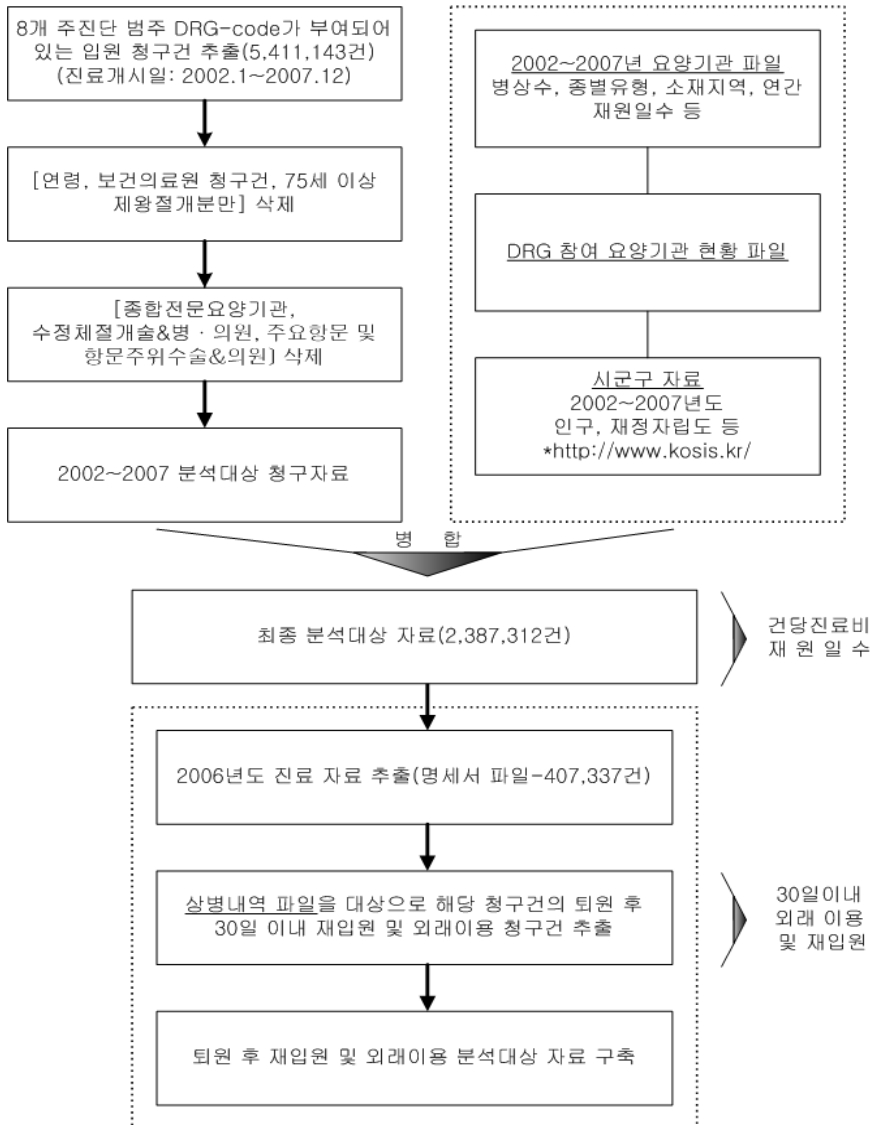 8개 주진단 범주 DRG-code가 부여되어
있는 입원 청구건 추출(5,411,143건)
(진료개시일: 2002.1~2007.12)
[연령, 보건의료원 청구건, 75세 이상
제왕절개분만] 삭제
[종합전문요양기관,
수정체절개술&병 · 의원, 주요항문 및
항문주위수술&의원] 삭제
2002~2007 분석대상 청구자료
2002~2007년 요양기관 파일
병상수, 종별유형, 소재지역, 연간
재원일수 등
DRG 참여 요양기관 현황 파일
시군구 자료
2002~2007년도
인구, 재정자립도 등
*http://www.kosis.kr/
병 합
최종 분석대상 자료(2,387,312건)
건당진료비
재 원 일 수
2006년도 진료 자료 추출(명세서 파일-407,337건)
상병내역 파일을 대상으로 해당 청구건의 퇴원 후
30일 이내 재입원 및 외래이용 청구건 추출
30일이내
외래 이용
및 재입원
퇴원 후 재입원 및 외래이용 분석대상 자료 구축